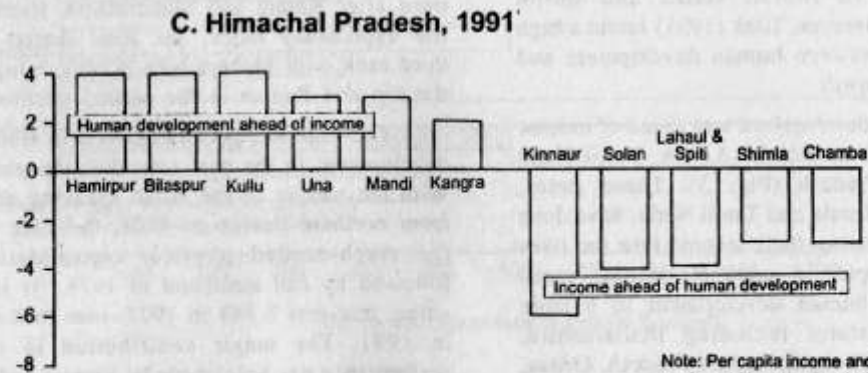 C. Himachal Pradesh, 1991
4
2
0
-2
-4
-6
-8
Human development ahead of income
Hamirpur Bilaspur Kullu Una Mandi Kangra
Kinnaur Solan Lahaul & Spiti Shimla Chamba
Income ahead of human development
Note: Per capita income and